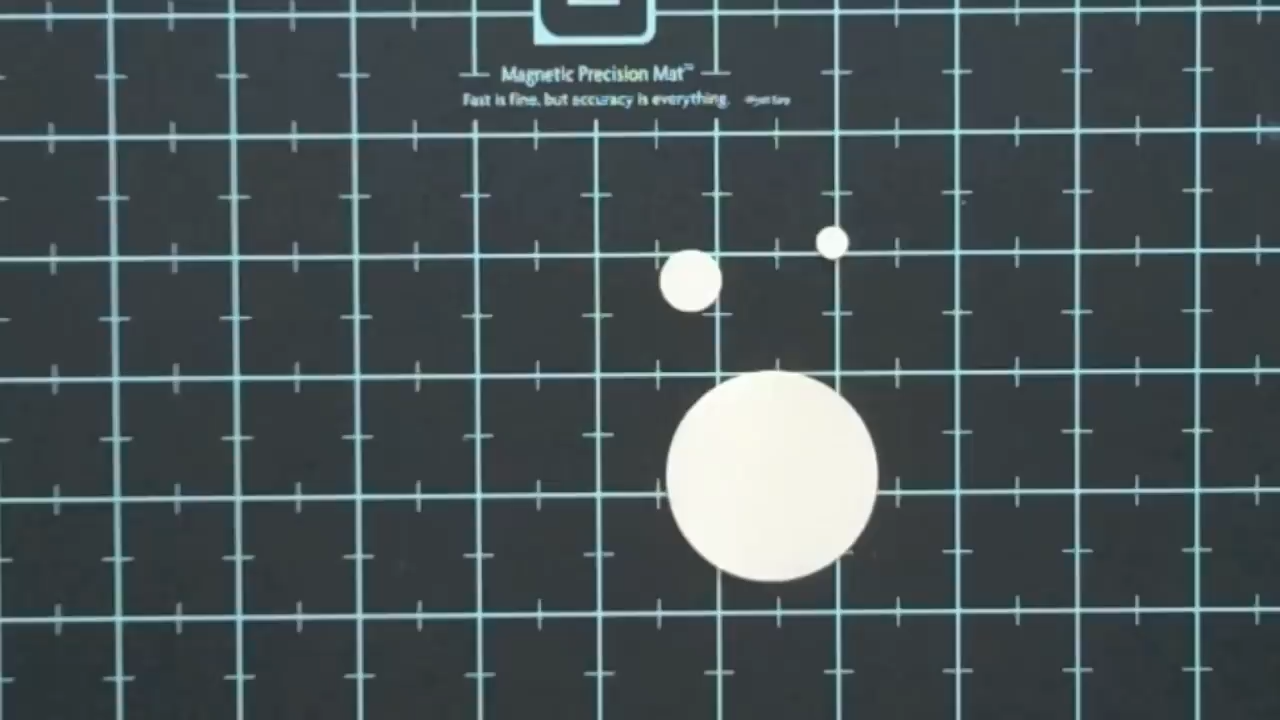 Magnetic Precision Mat™
Fast is fine, but accuracy is everything.